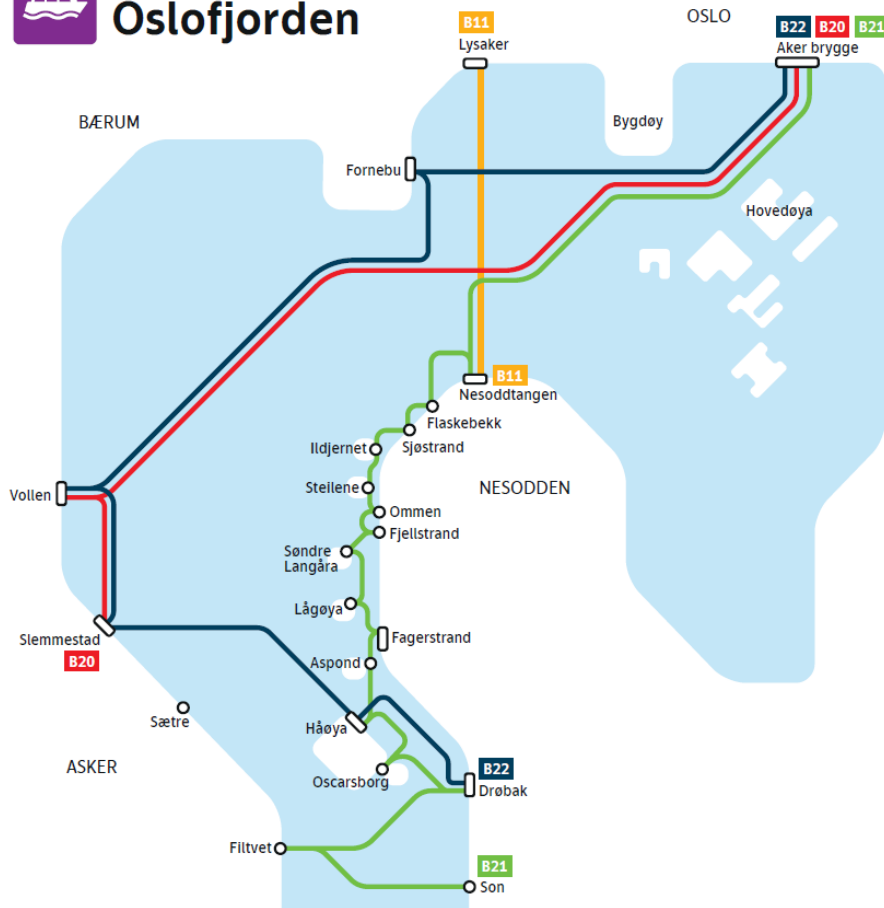 Oslofjorden
B11
Lysaker
OSLO
B22 B20 B21
Aker brygge
BÆRUM
Bygdøy
Fornebu
Hovedøya
B11
Nesoddtangen
Flaskebekk
Ildjernet
Sjøstrand
Steilene
NESODDEN
Vollen
Ommen
Fjellstrand
Søndre
Langåra
Lågøya
Slemmestad
B20
Fagerstrand
Aspond
Sætre
Håøya
ASKER
Oscarsborg
B22
Drøbak
Filtvet
B21
Son